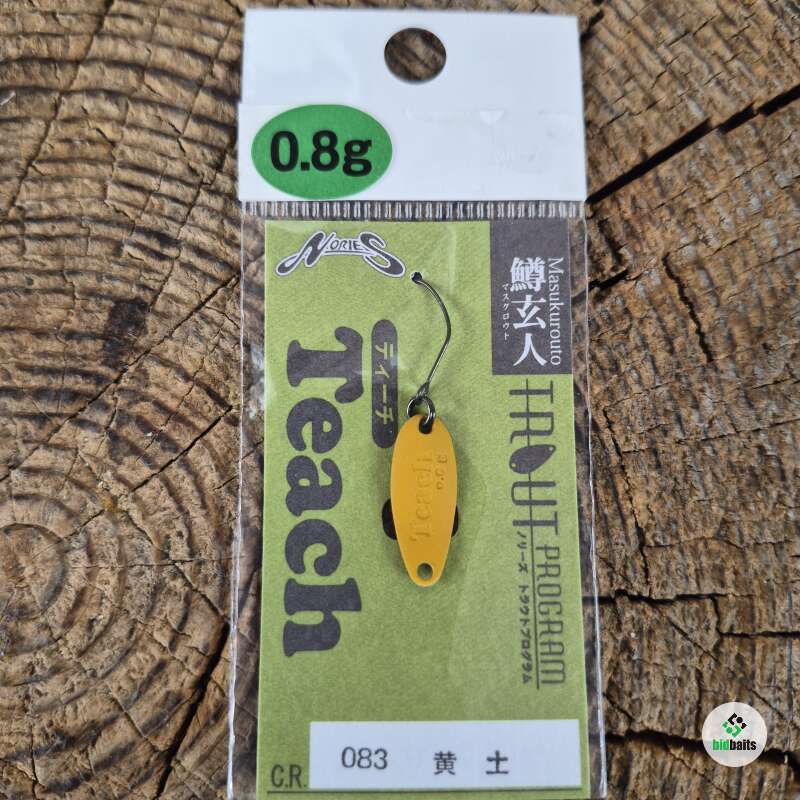 0.8g
NORIES
Masukurouto
鱒玄人
マスクロウト
ティーチ
Teach
TROUT PROGRAM
ノリーズ トラウトプログラム
Teach
C.R. 083 黄土
bidbaits